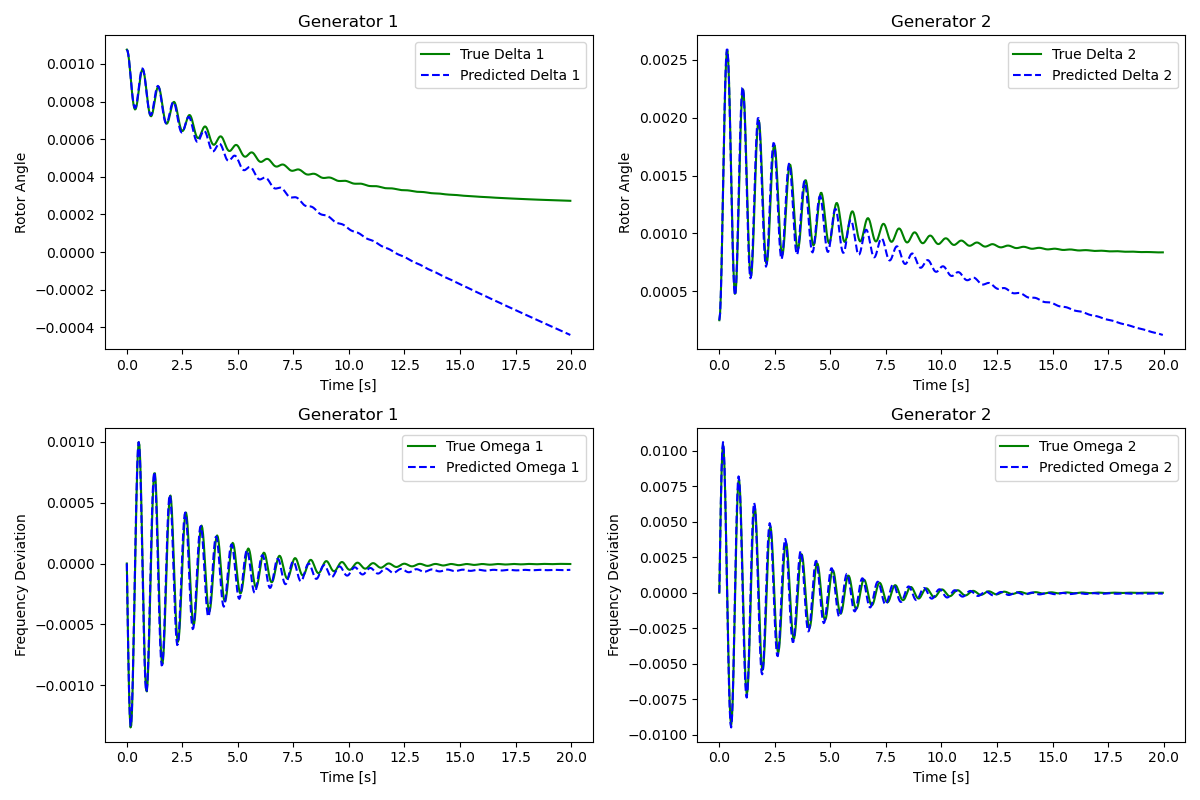 Generator 1
True Delta 1
Predicted Delta 1
0.0010
0.0008
0.0006
0.0004
0.0002
0.0000
−0.0002
−0.0004
Rotor Angle
0.0 2.5 5.0 7.5 10.0 12.5 15.0 17.5 20.0
Time [s]
Generator 2
True Delta 2
Predicted Delta 2
0.0025
0.0020
0.0015
0.0010
0.0005
Rotor Angle
0.0 2.5 5.0 7.5 10.0 12.5 15.0 17.5 20.0
Time [s]
Generator 1
True Omega 1
Predicted Omega 1
0.0010
0.0005
0.0000
−0.0005
−0.0010
Frequency Deviation
0.0 2.5 5.0 7.5 10.0 12.5 15.0 17.5 20.0
Time [s]
Generator 2
True Omega 2
Predicted Omega 2
0.0100
0.0075
0.0050
0.0025
0.0000
−0.0025
−0.0050
−0.0075
−0.0100
Frequency Deviation
0.0 2.5 5.0 7.5 10.0 12.5 15.0 17.5 20.0
Time [s]